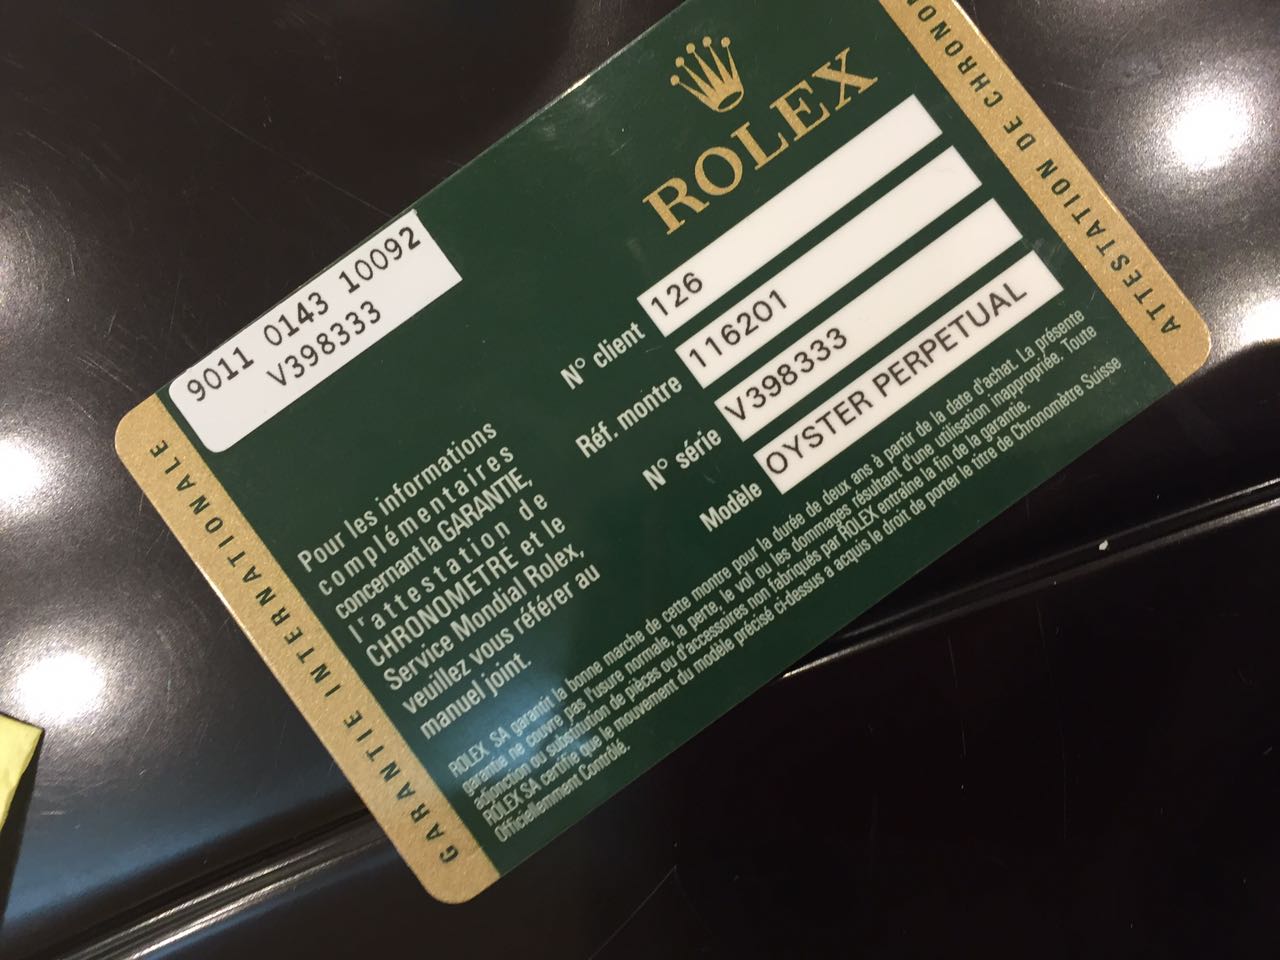 ROLEX
9011 0143 10092
V398333
N° client 126
Réf. montre 116201
N° série V398333
Modèle OYSTER PERPETUAL
Pour les informations
complémentaires
concernant la GARANTIE,
l'attestation de
CHRONOMETRE et le
Service Mondial Rolex,
veuillez vous référer au
manuel joint.
ROLEX SA garantit la bonne marche de cette montre pour la durée de deux ans à partir de la date d'achat. La présente
garantie ne couvre pas l'usure normale, la perte, le vol ou les dommages résultant d'une utilisation inappropriée. Toute
adjonction ou substitution de pièces ou d'accessoires non fabriqués par ROLEX entraîne la fin de la garantie.
ROLEX SA certifie que le mouvement du modèle précisé ci-dessus a acquis le droit de porter le titre de Chronomètre Suisse
Officiellement Contrôlé.
GARANTIE INTERNATIONALE
ATTESTATION DE CHRONO